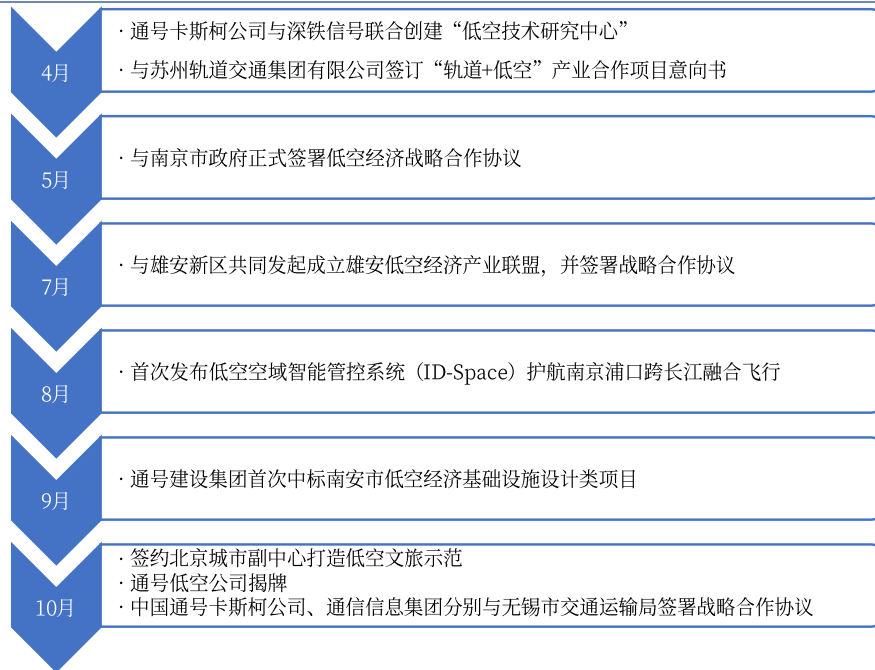 4月
· 通号卡斯柯公司与深铁信号联合创建“低空技术研究中心”
· 与苏州轨道交通集团有限公司签订“轨道+低空”产业合作项目意向书
5月
· 与南京市政府正式签署低空经济战略合作协议
7月
· 与雄安新区共同发起成立雄安低空经济产业联盟，并签署战略合作协议
8月
· 首次发布低空空域智能管控系统（ID-Space）护航南京浦口跨长江融合飞行
9月
· 通号建设集团首次中标南安市低空经济基础设施设计类项目
10月
· 签约北京城市副中心打造低空文旅示范
· 通号低空公司揭牌
· 中国通号卡斯柯公司、通信信息集团分别与无锡市交通运输局签署战略合作协议